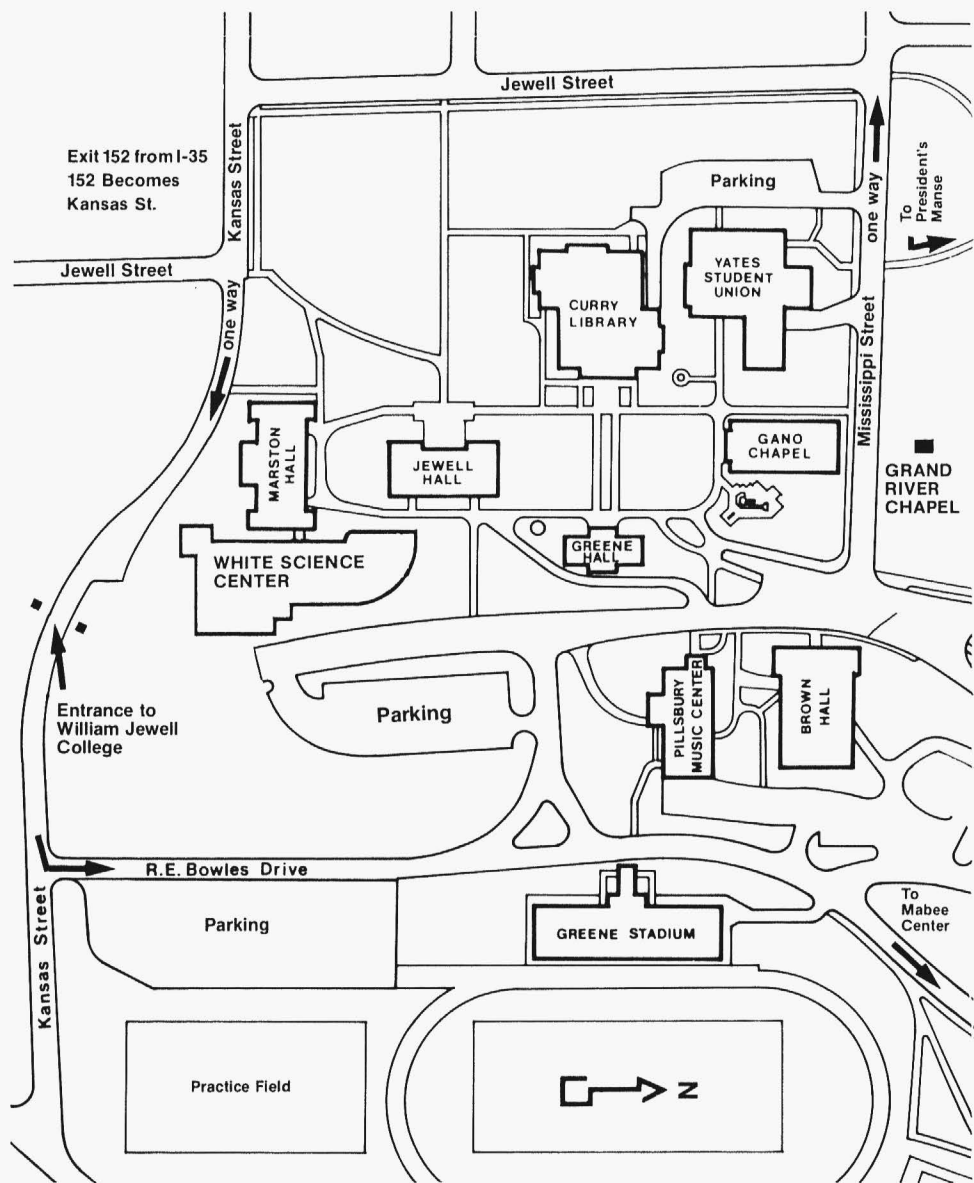 Jewell Street
Exit 152 from I-35
152 Becomes
Kansas St.
Kansas Street
Parking
one way
To
President's
Manse
Jewell Street
one way
CURRY
LIBRARY
YATES
STUDENT
UNION
Mississippi Street
MARSTON
HALL
JEWELL
HALL
GANO
CHAPEL
GRAND
RIVER
CHAPEL
WHITE SCIENCE
CENTER
GREENE
HALL
Entrance to
William Jewell
College
Parking
PILLSBURY
MUSIC CENTER
BROWN
HALL
R.E. Bowles Drive
Kansas Street
Parking
GREENE STADIUM
To
Mabee
Center
Practice Field
N